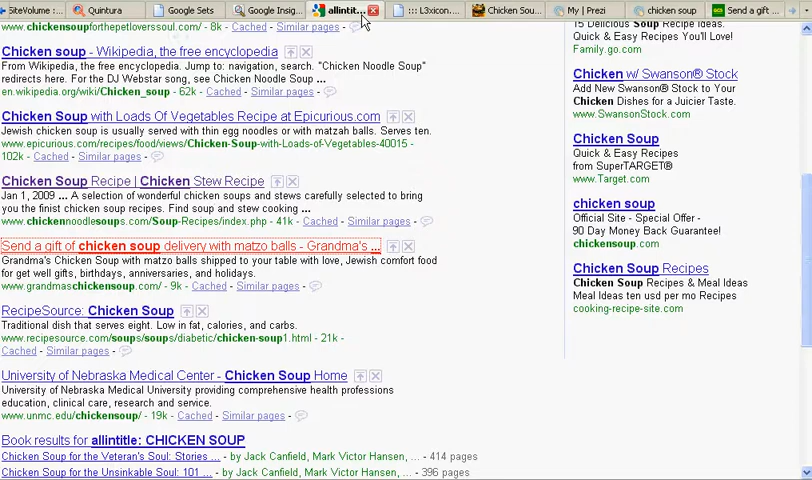 SiteVolume : ... Quintura Google Sets Google Insig... allintit... ::: L3xicon.... Chicken Sou... My | Prezi chicken soup Send a gift ...
www.chickensoupforthepetloverssoul.com/ - 8k - Cached - Similar pages -
Chicken soup - Wikipedia, the free encyclopedia
From Wikipedia, the free encyclopedia. Jump to: navigation, search. "Chicken Noodle Soup"
redirects here. For the DJ Webstar song, see Chicken Noodle Soup ...
en.wikipedia.org/wiki/Chicken_soup - 62k - Cached - Similar pages -
Chicken Soup with Loads Of Vegetables Recipe at Epicurious.com
Jewish chicken soup is usually served with thin egg noodles or with matzah balls. Serves ten.
www.epicurious.com/recipes/food/views/Chicken-Soup-with-Loads-of-Vegetables-40015 -
102k - Cached - Similar pages -
Chicken Soup Recipe | Chicken Stew Recipe
Jan 1, 2009 ... A selection of wonderful chicken soups and stews carefully selected to bring
you the finist chicken soup recipes. Find soup and stew cooking ...
www.chickennoodlesoups.com/Soup-Recipes/index.php - 41k - Cached - Similar pages -
Send a gift of chicken soup delivery with matzo balls - Grandma's ...
Grandma's Chicken Soup with matzo balls shipped to your table with love, Jewish comfort food
for get well gifts, birthdays, anniversaries, and holidays.
www.grandmaschickensoup.com/ - 9k - Cached - Similar pages -
RecipeSource: Chicken Soup
Traditional dish that serves eight. Low in fat, calories, and carbs.
www.recipesource.com/soups/soups/diabetic/chicken-soup1.html - 21k -
Cached - Similar pages -
University of Nebraska Medical Center - Chicken Soup Home
University of Nebraska Medical University providing comprehensive health professions
education, clinical care, research and service.
www.unmc.edu/chickensoup/ - 19k - Cached - Similar pages -
Book results for allintitle: CHICKEN SOUP
Chicken Soup for the Veteran's Soul: Stories ... - by Jack Canfield, Mark Victor Hansen, ... - 414 pages -
Chicken Soup for the Unsinkable Soul: 101 ... - by Jack Canfield, Mark Victor Hansen, ... - 396 pages -
15 Delicious Soup Recipe Ideas.
Quick & Easy Recipes You'll Love!
Family.go.com
Chicken w/ Swanson® Stock
Add New Swanson® Stock to Your
Chicken Dishes for a Juicier Taste.
www.SwansonStock.com
Chicken Soup
Quick & Easy Recipes
from SuperTARGET®
www.Target.com
chicken soup
Official Site - Special Offer -
90 Day Money Back Guarantee!
chickensoup.com
Chicken Soup Recipes
Chicken Soup Recipes & Meal Ideas
Meal Ideas ten usd per mo Recipes
cooking-recipe-site.com